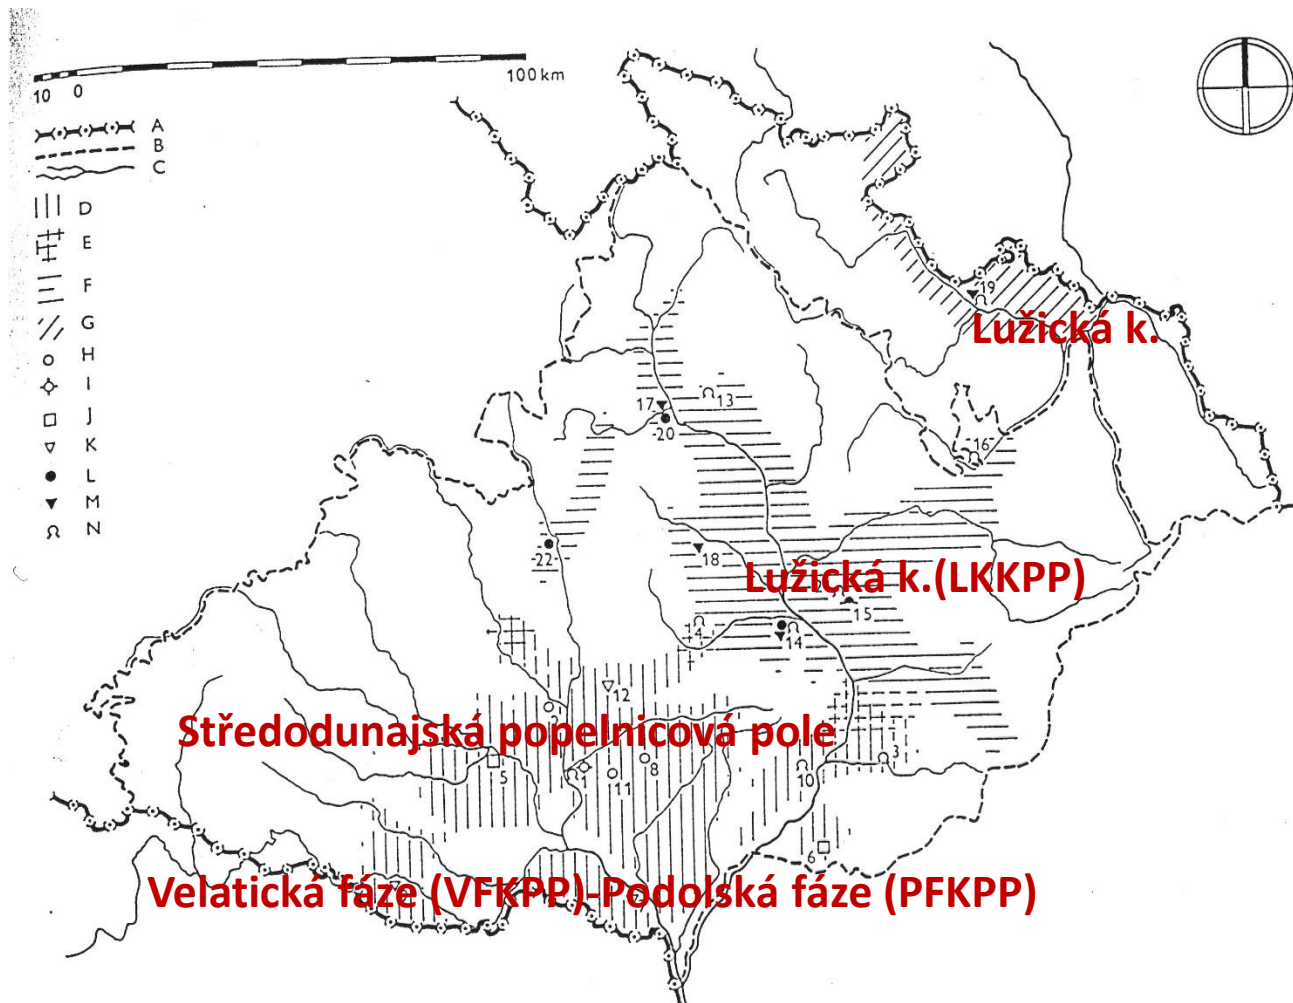 10 0 100 km
A
B
C
D
E
F
G
H
I
J
K
L
M
N
19
Lužická k.
17
13
20
16
22
18
Lužická k.(LKKPP)
15
4
14
12
Středodunajská popelnicová pole
5
11
8
10
3
6
Velatická fáze (VFKPP)-Podolská fáze (PFKPP)